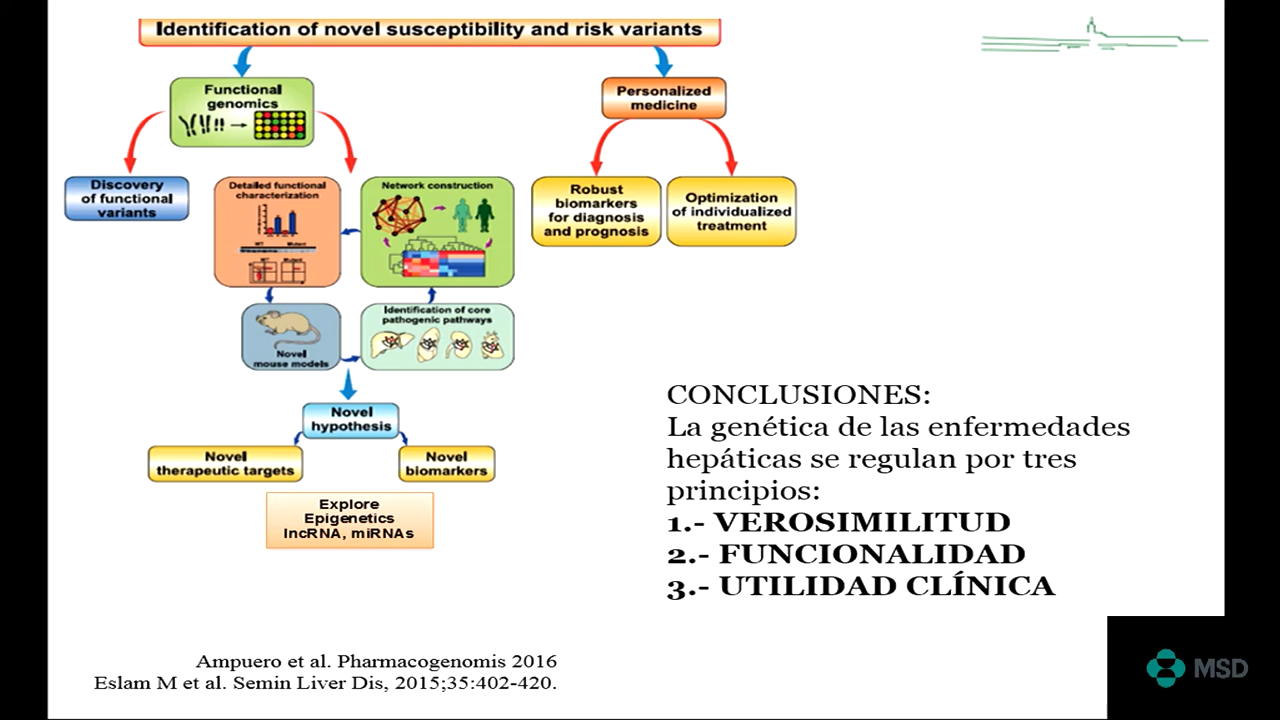 Identification of novel susceptibility and risk variants
Functional
genomics
Personalized
medicine
Discovery
of functional
variants
Detailed functional
characterization
WT
Mutant
WT
Mutant
Network construction
Robust
biomarkers
for diagnosis
and prognosis
Optimization
of individualized
treatment
Novel
mouse models
Identification of core
pathogenic pathways
Novel
hypothesis
Novel
therapeutic targets
Novel
biomarkers
Explore
Epigenetics
lncRNA, miRNAs
CONCLUSIONES:
La genética de las enfermedades
hepáticas se regulan por tres
principios:
1.- VEROSIMILITUD
2.- FUNCIONALIDAD
3.- UTILIDAD CLÍNICA
Ampuero et al. Pharmacogenomis 2016
Eslam M et al. Semin Liver Dis, 2015;35:402-420.
MSD